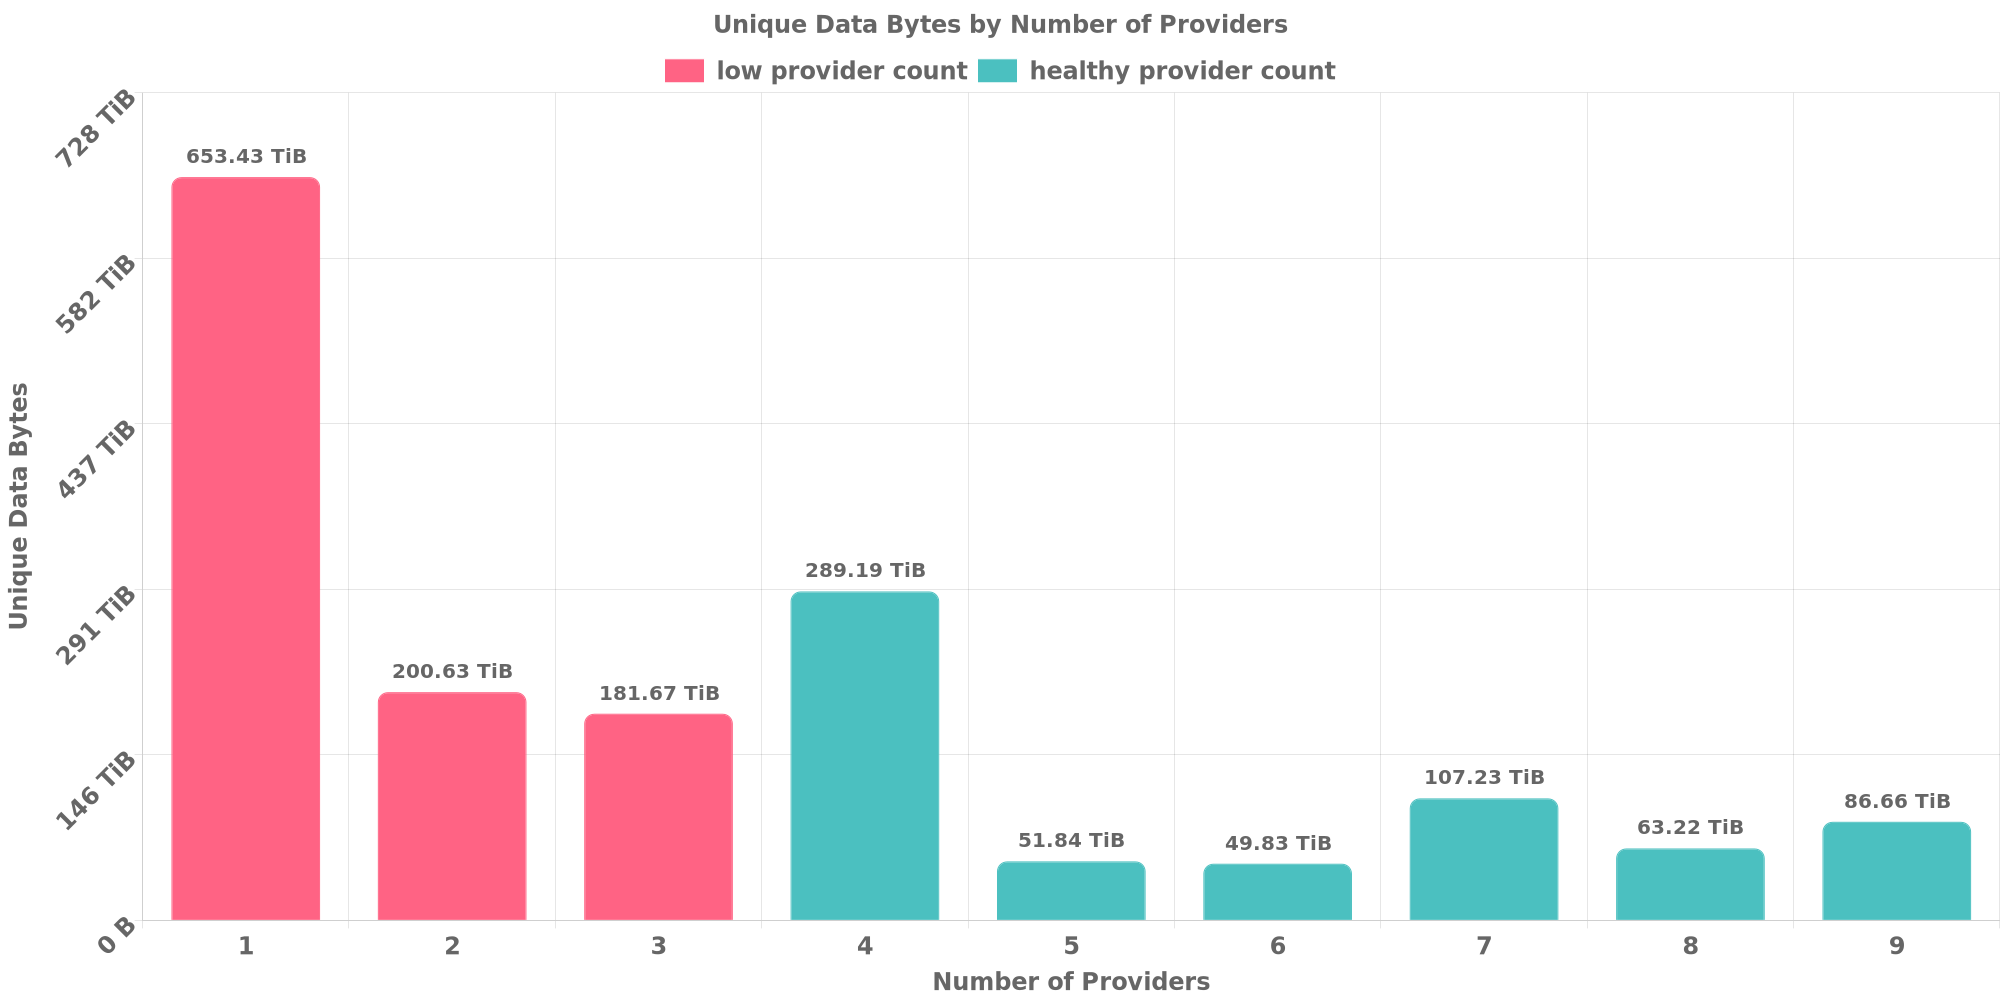 Unique Data Bytes by Number of Providers
low provider count healthy provider count
728 TiB
582 TiB
437 TiB
291 TiB
146 TiB
0 B
Unique Data Bytes
653.43 TiB
200.63 TiB
181.67 TiB
289.19 TiB
51.84 TiB
49.83 TiB
107.23 TiB
63.22 TiB
86.66 TiB
1 2 3 4 5 6 7 8 9
Number of Providers